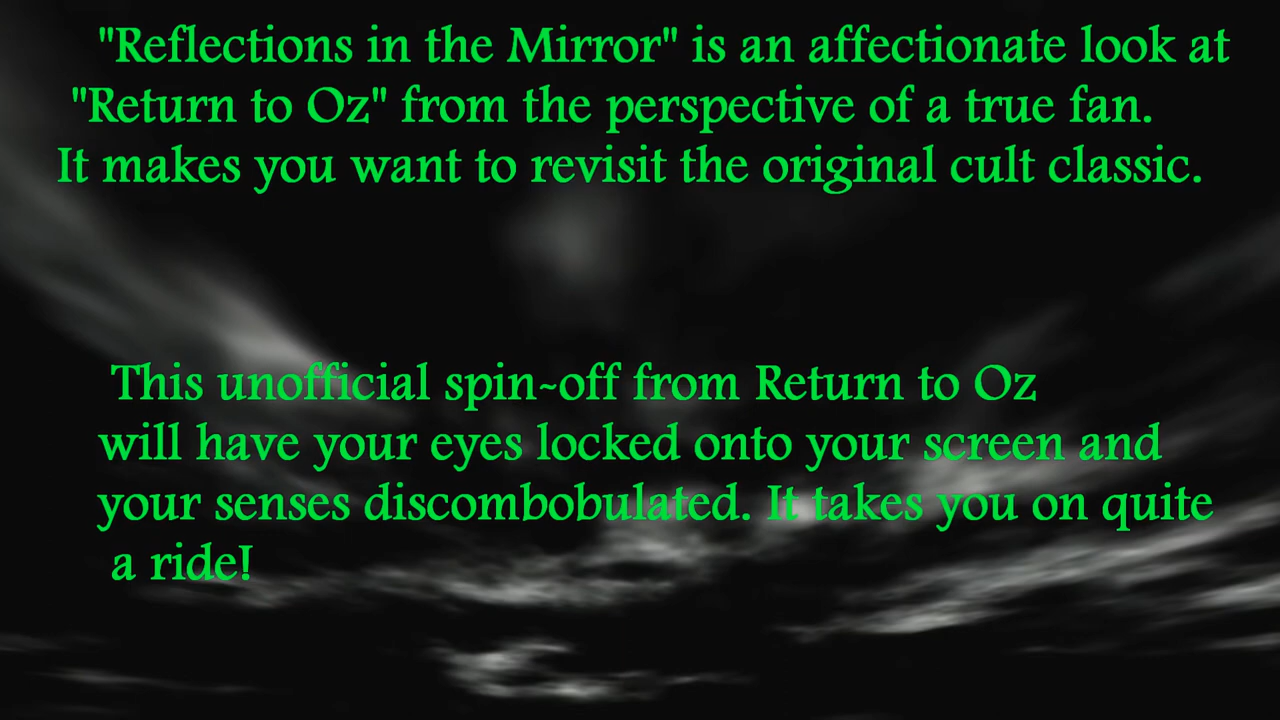 "Reflections in the Mirror" is an affectionate look at
"Return to Oz" from the perspective of a true fan.
It makes you want to revisit the original cult classic.
This unofficial spin-off from Return to Oz
will have your eyes locked onto your screen and
your senses discombobulated. It takes you on quite
a ride!